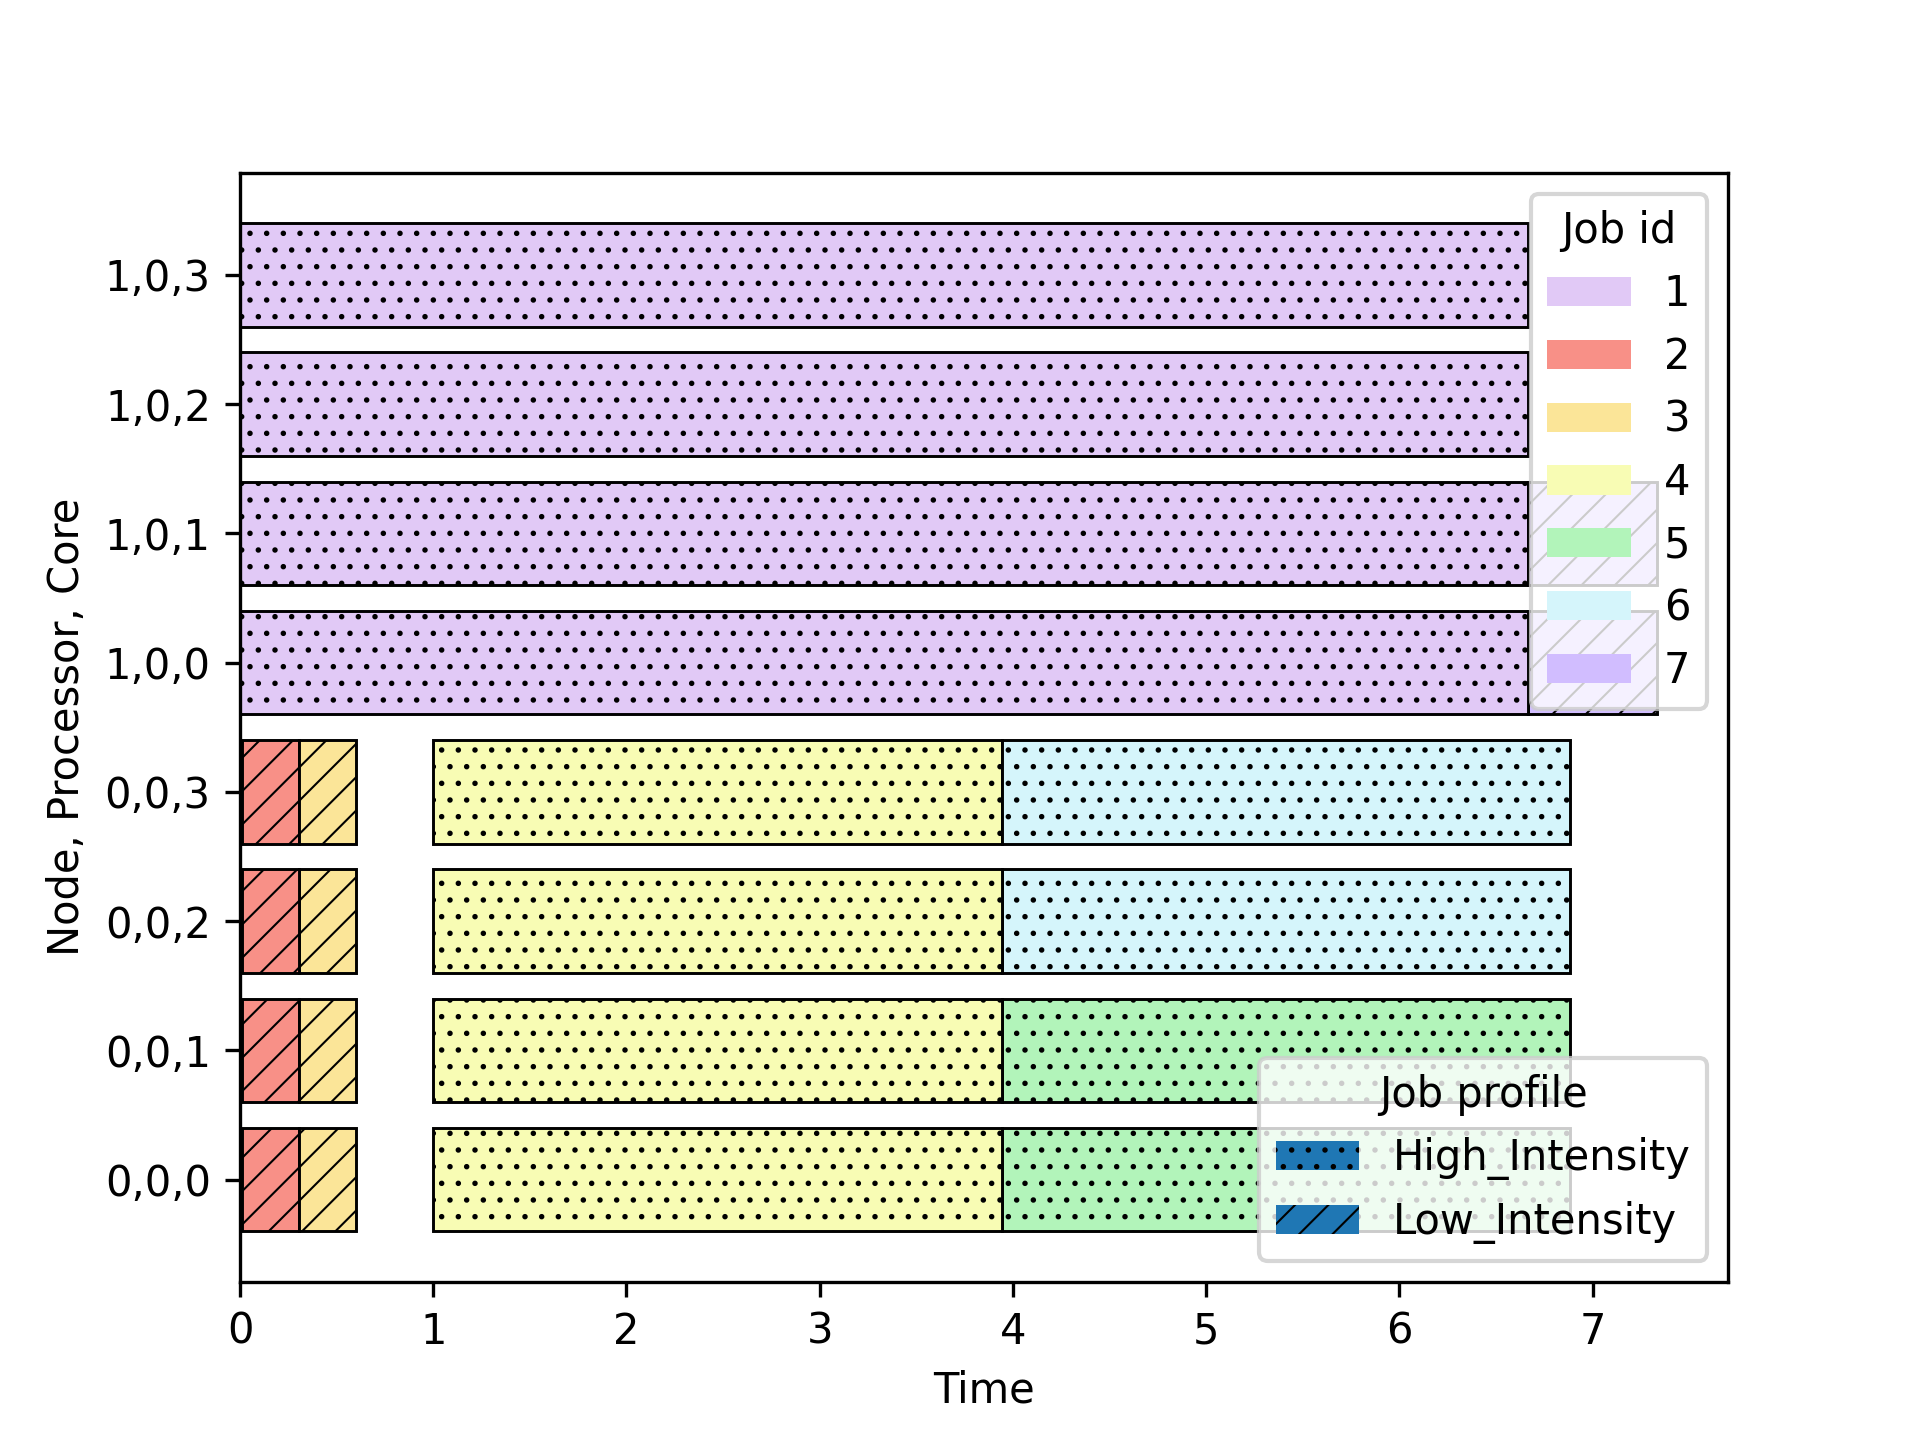 Job id
1
2
3
4
5
6
7
Node, Processor, Core
1,0,3
1,0,2
1,0,1
1,0,0
0,0,3
0,0,2
0,0,1
0,0,0
Job profile
High_Intensity
Low_Intensity
0 1 2 3 4 5 6 7
Time